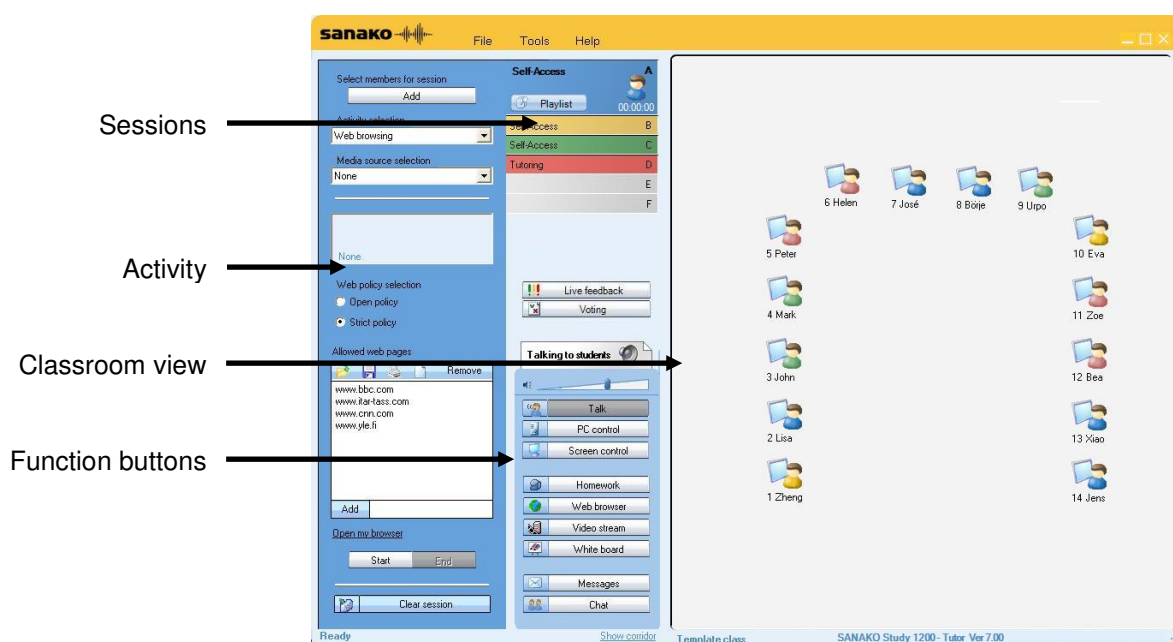 sanako
File Tools Help
Sessions
Activity
Classroom view
Function buttons
Select members for session
Add
Activity selection
Web browsing
Media source selection
None
None
Web policy selection
Open policy
Strict policy
Allowed web pages
Remove
www.bbc.com
www.itar-tass.com
www.cnn.com
www.yle.fi
Add
Open my browser
Start End
Clear session
Ready
Self-Access A
Playlist 00:00:00
Self-Access B
Self-Access C
Tutoring D
E
F
Live feedback
Voting
Talking to students
Talk
PC control
Screen control
Homework
Web browser
Video stream
White board
Messages
Chat
Show corridor
6 Helen 7 José 8 Börje 9 Urpo
5 Peter 10 Eva
4 Mark 11 Zoe
3 John 12 Bea
2 Lisa 13 Xiao
1 Zheng 14 Jens
Template class SANAKO Study 1200 - Tutor Ver 7.00